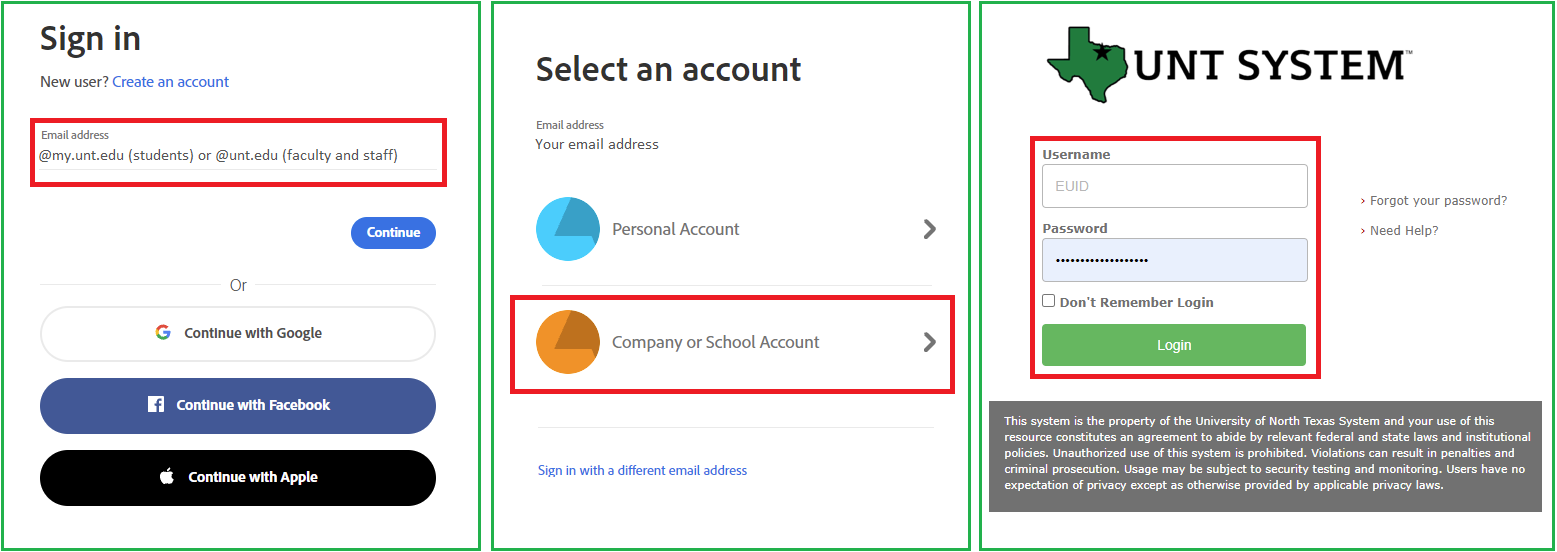 Sign in
New user? Create an account
Email address
@my.unt.edu (students) or @unt.edu (faculty and staff)
Continue
Or
Continue with Google
Continue with Facebook
Continue with Apple
Select an account
Email address
Your email address
Personal Account
Company or School Account
Sign in with a different email address
UNT SYSTEM™
Username
EUID
Password
Don't Remember Login
Login
› Forgot your password?
› Need Help?
This system is the property of the University of North Texas System and your use of this
resource constitutes an agreement to abide by relevant federal and state laws and institutional
policies. Unauthorized use of this system is prohibited. Violations can result in penalties and
criminal prosecution. Usage may be subject to security testing and monitoring. Users have no
expectation of privacy except as otherwise provided by applicable privacy laws.